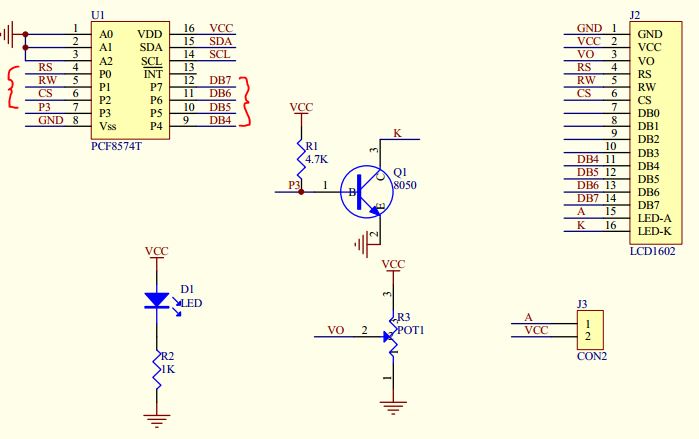 U1
1 A0 VDD 16 VCC
2 A1 SDA 15 SDA
3 A2 SCL 14 SCL
RS 4 P0 INT 13
RW 5 P1 P7 12 DB7
CS 6 P2 P6 11 DB6
P3 7 P3 P5 10 DB5
GND 8 Vss P4 9 DB4
PCF8574T
VCC
R1
4.7K
P3
K
3
C
1
B
E
2
Q1
8050
J2
GND 1 GND
VCC 2 VCC
VO 3 VO
RS 4 RS
RW 5 RW
CS 6 CS
7 DB0
8 DB1
9 DB2
10 DB3
DB4 11 DB4
DB5 12 DB5
DB6 13 DB6
DB7 14 DB7
A 15 LED-A
K 16 LED-K
LCD1602
VCC
D1
LED
R2
1K
VCC
3
R3
POT1
VO 2
1
J3
A 1
VCC 2
CON2